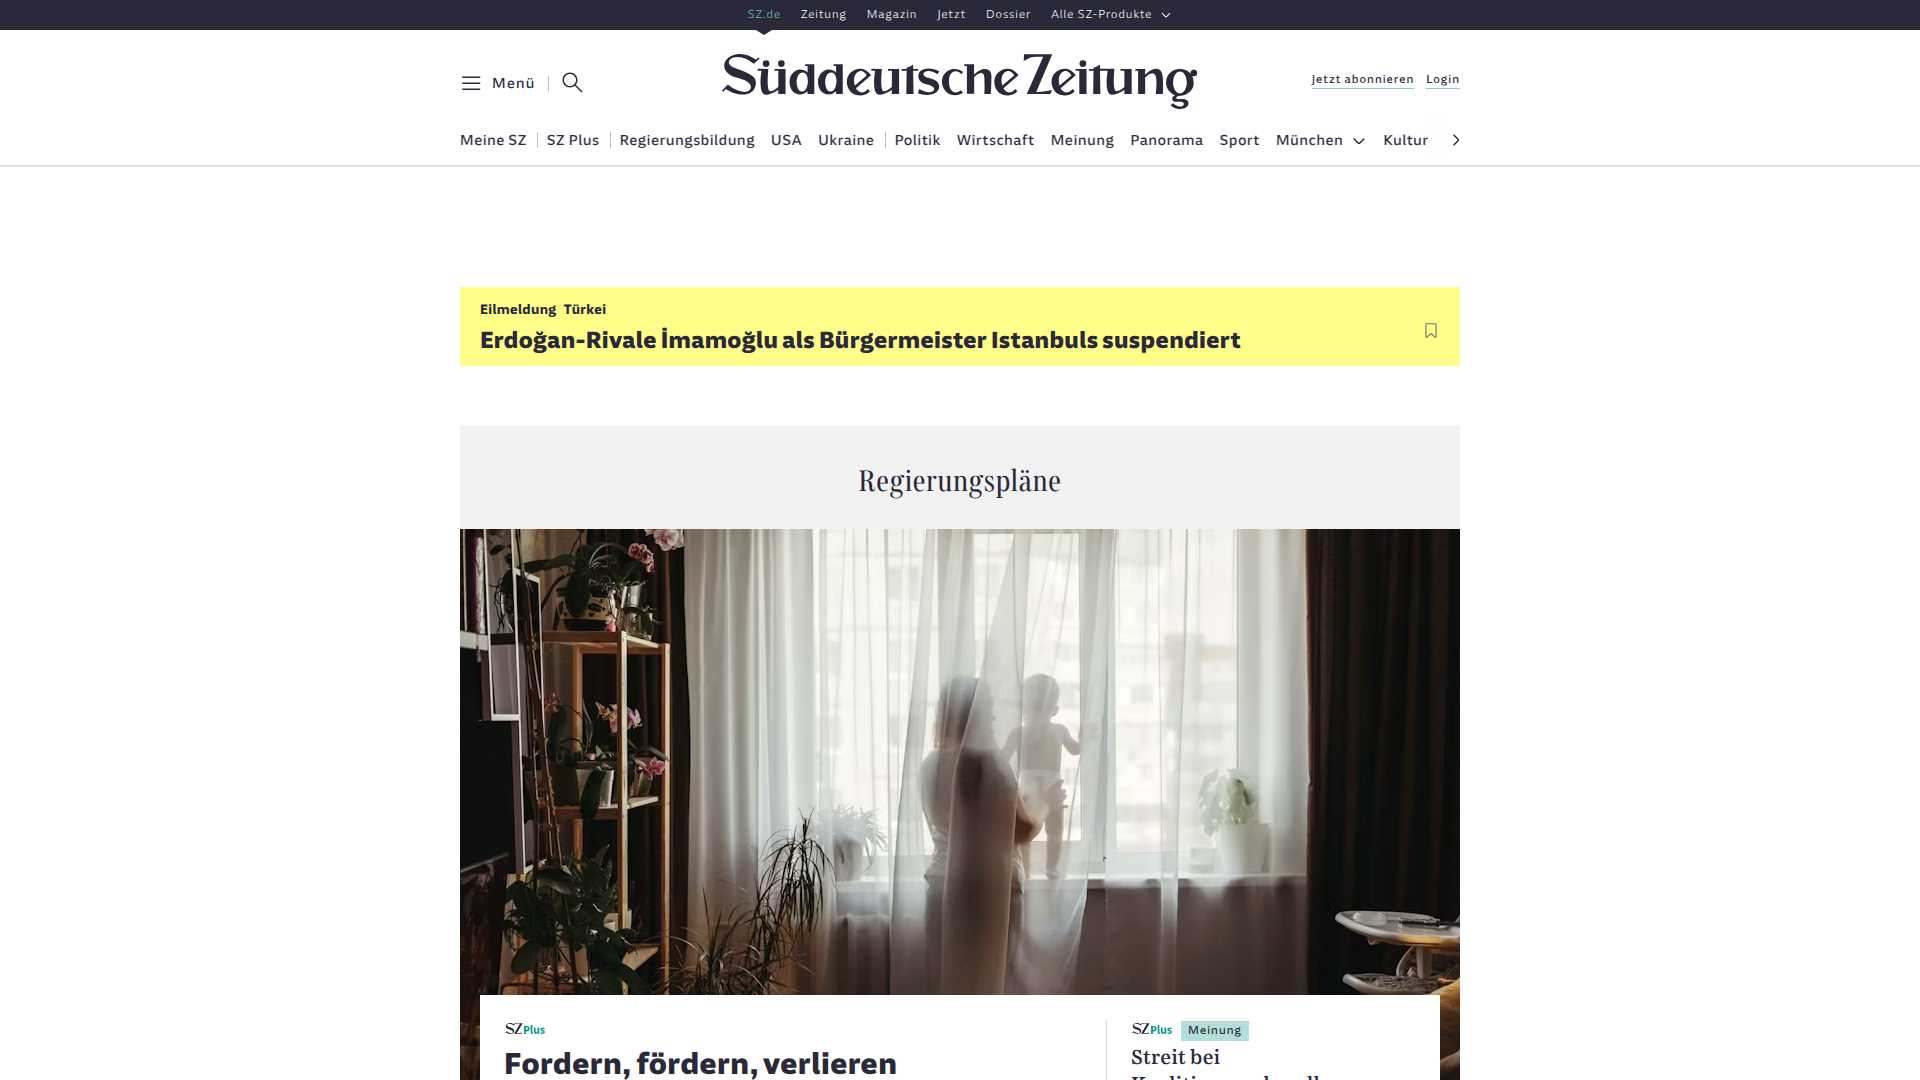 SZ.de Zeitung Magazin Jetzt Dossier Alle SZ-Produkte
Menü
Süddeutsche Zeitung
Jetzt abonnieren Login
Meine SZ SZ Plus Regierungsbildung USA Ukraine Politik Wirtschaft Meinung Panorama Sport München Kultur
Eilmeldung Türkei
Erdoğan-Rivale İmamoğlu als Bürgermeister Istanbuls suspendiert
Regierungspläne
SZ Plus
Fordern, fördern, verlieren
SZ Plus Meinung
Streit bei